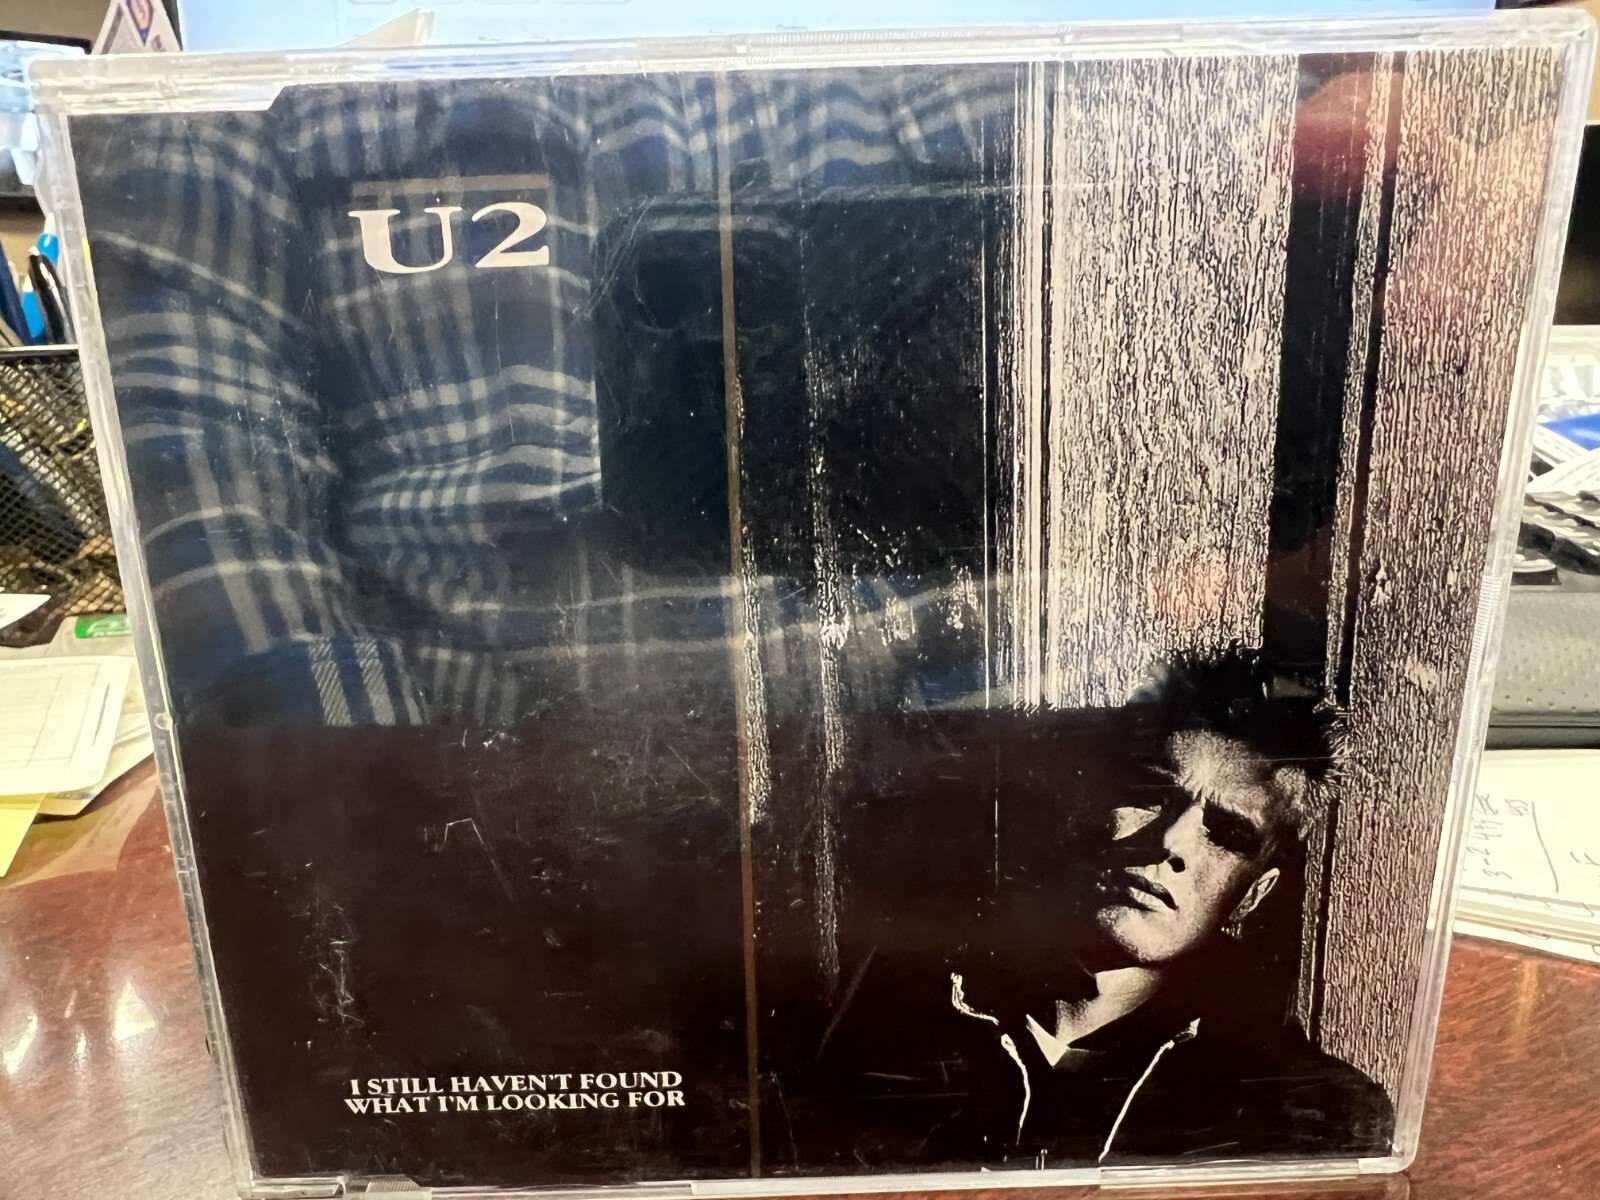 U2
I STILL HAVEN'T FOUND
WHAT I'M LOOKING FOR